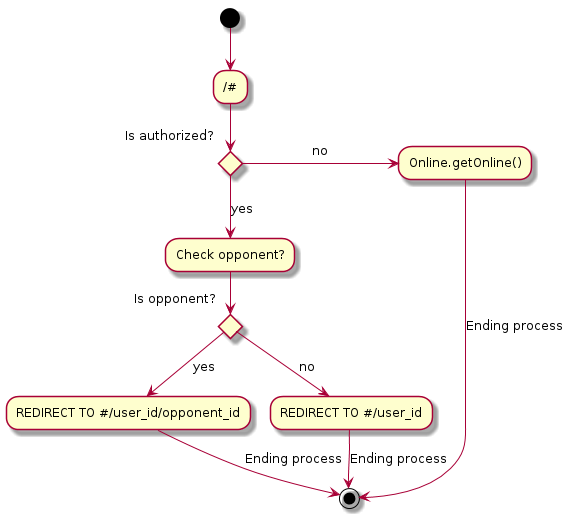 /#
Is authorized?
no
Online.getOnline()
yes
Check opponent?
Is opponent?
Ending process
yes
no
REDIRECT TO #/user_id/opponent_id
REDIRECT TO #/user_id
Ending process
Ending process